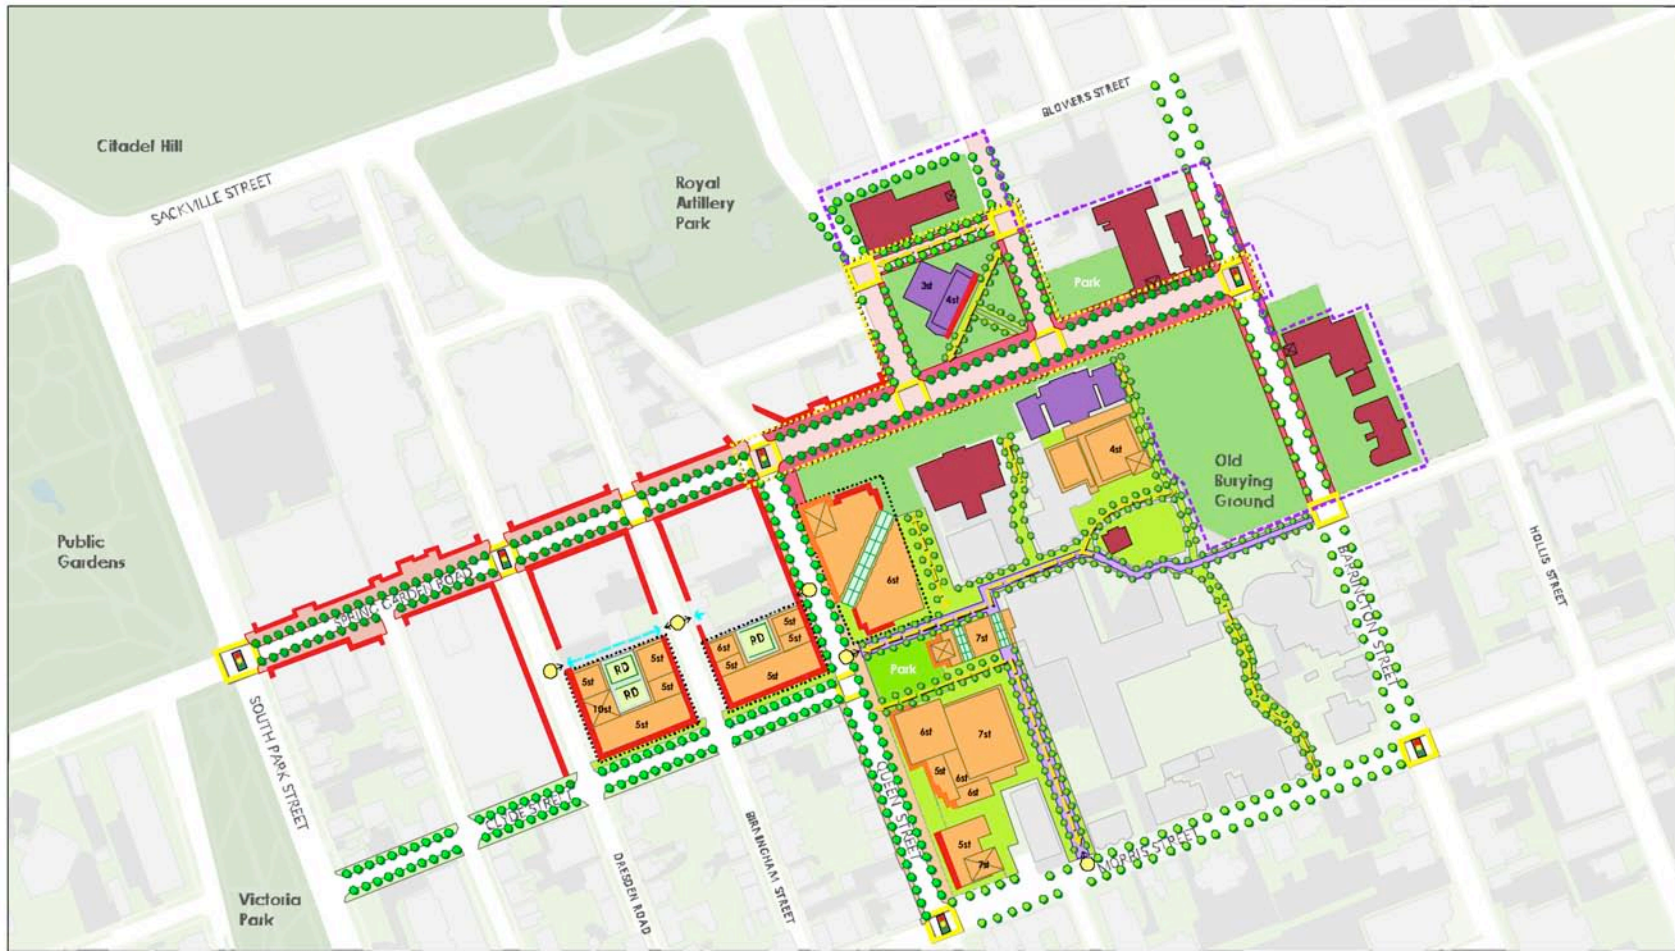 BLOWERS STREET
Citadel Hill
SACKVILLE STREET
Royal
Artillery
Park
Park
3st
4st
4st
Old
Burying
Ground
Public
Gardens
SPRING GARDEN ROAD
6st
HOLLIS STREET
BARRINGTON STREET
RD
5st
6st
5st
5st
5st
7st
Park
RD
5st
5st
RD
5st
10st
5st
SOUTH PARK STREET
6st
7st
5st
6st
6st
QUEEN STREET
CLYDE STREET
BIRMINGHAM STREET
DRESDEN ROAD
MORRIS STREET
5st
7st
Victoria
Park